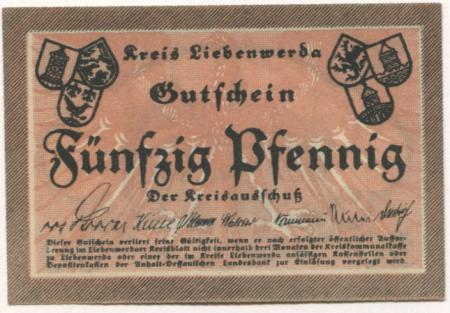 Kreis Liebenwerda
Gutschein
Fünfzig Pfennig
Der Kreisausschuß
Dieser Gutschein verliert seine Gültigkeit, wenn er nach erfolgter öffentlicher Auffor-
derung im Liebenwerdaer Kreisblatt nicht innerhalb drei Monaten der Kreiskommunalkasse
zu Liebenwerda oder einer der im Kreise Liebenwerda ansässigen Kassenstellen oder
Depositenkassen der Anhalt-Dessauischen Landesbank zur Einlösung vorgelegt wird.